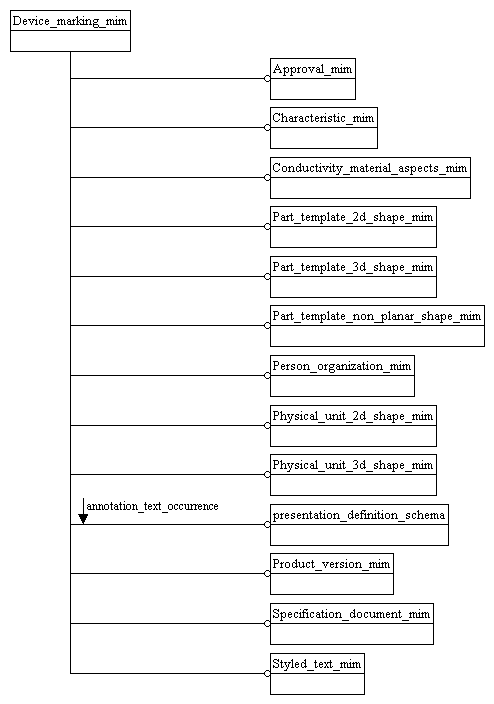 Device_marking_mim
Approval_mim
Characteristic_mim
Conductivity_material_aspects_mim
Part_template_2d_shape_mim
Part_template_3d_shape_mim
Part_template_non_planar_shape_mim
Person_organization_mim
Physical_unit_2d_shape_mim
Physical_unit_3d_shape_mim
annotation_text_occurrence
presentation_definition_schema
Product_version_mim
Specification_document_mim
Styled_text_mim